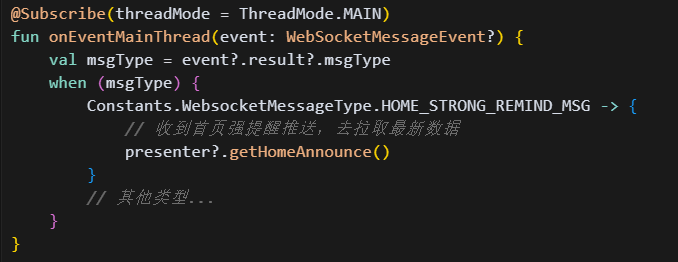 @Subscribe(threadMode = ThreadMode.MAIN)
fun onEventMainThread(event: WebSocketMessageEvent?) {
    val msgType = event?.result?.msgType
    when (msgType) {
        Constants.WebsocketMessageType.HOME_STRONG_REMIND_MSG -> {
            // 收到首页强提醒推送，去拉取最新数据
            presenter?.getHomeAnnounce()
        }
        // 其他类型...
    }
}